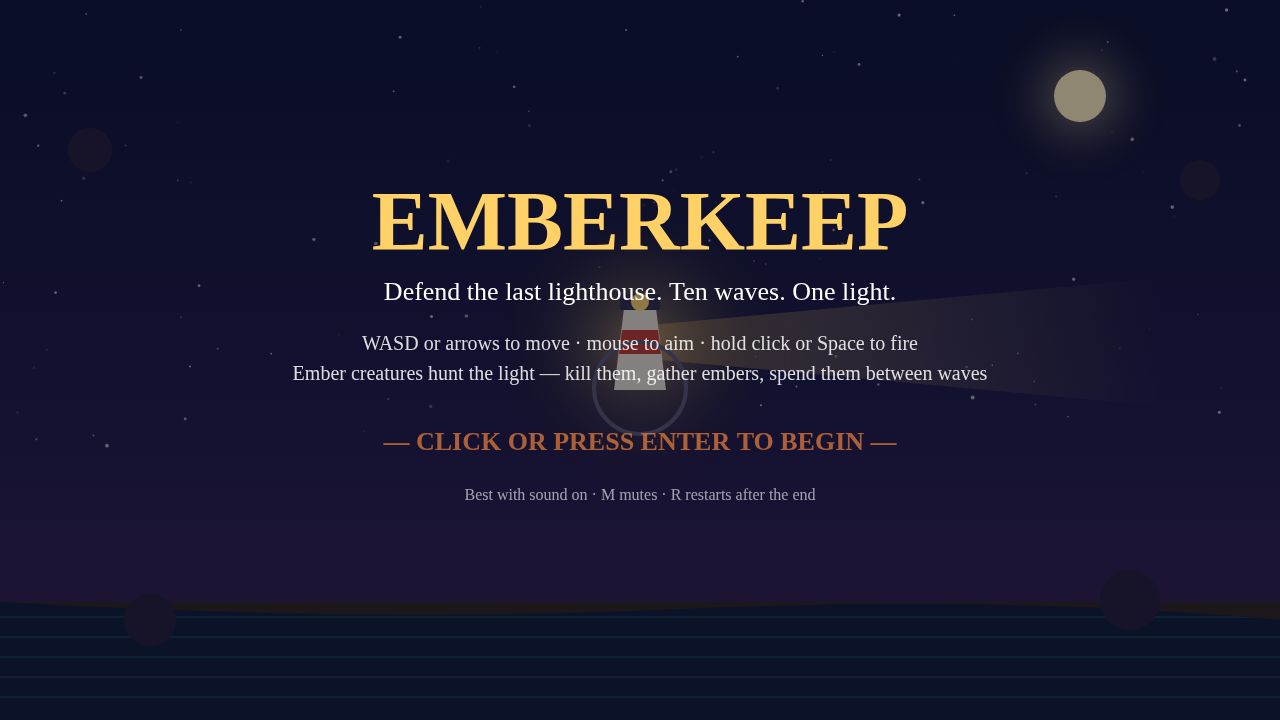 EMBERKEEP
Defend the last lighthouse. Ten waves. One light.
WASD or arrows to move · mouse to aim · hold click or Space to fire
Ember creatures hunt the light — kill them, gather embers, spend them between waves
— CLICK OR PRESS ENTER TO BEGIN —
Best with sound on · M mutes · R restarts after the end